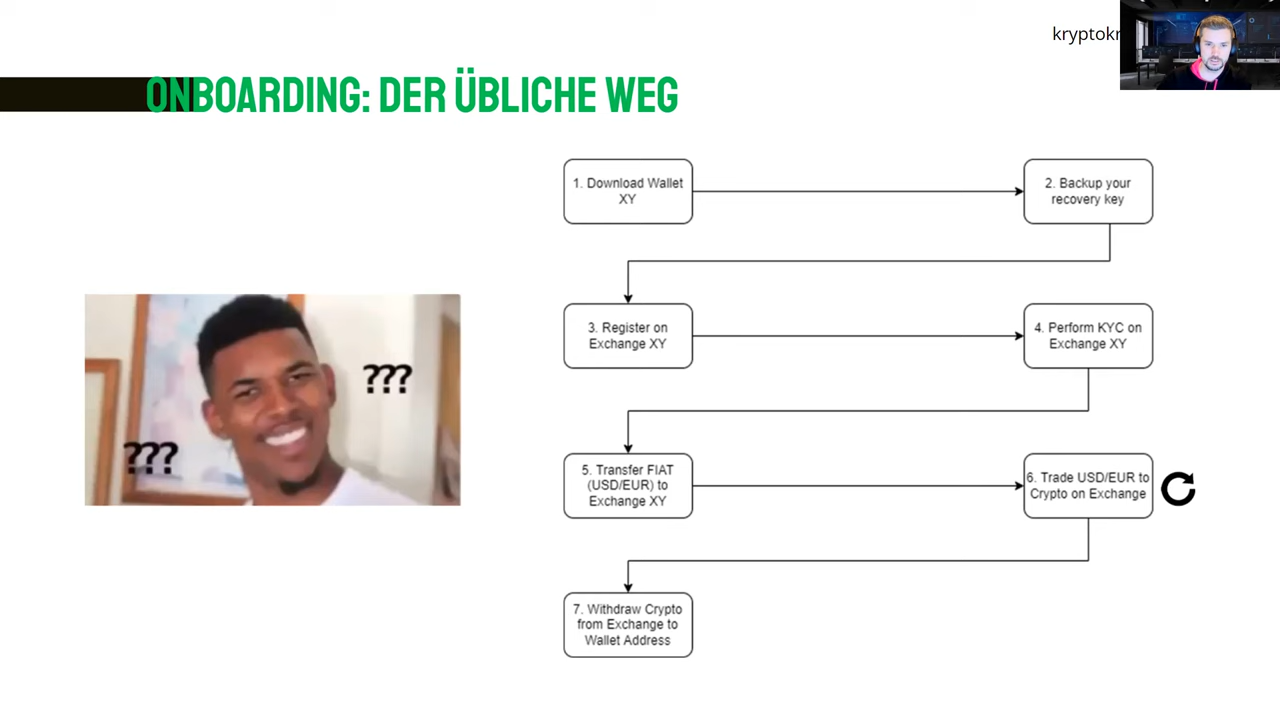 ONBOARDING: DER ÜBLICHE WEG
1. Download Wallet
XY
2. Backup your
recovery key
3. Register on
Exchange XY
4. Perform KYC on
Exchange XY
5. Transfer FIAT
(USD/EUR) to
Exchange XY
6. Trade USD/EUR to
Crypto on Exchange
7. Withdraw Crypto
from Exchange to
Wallet Address
???
???